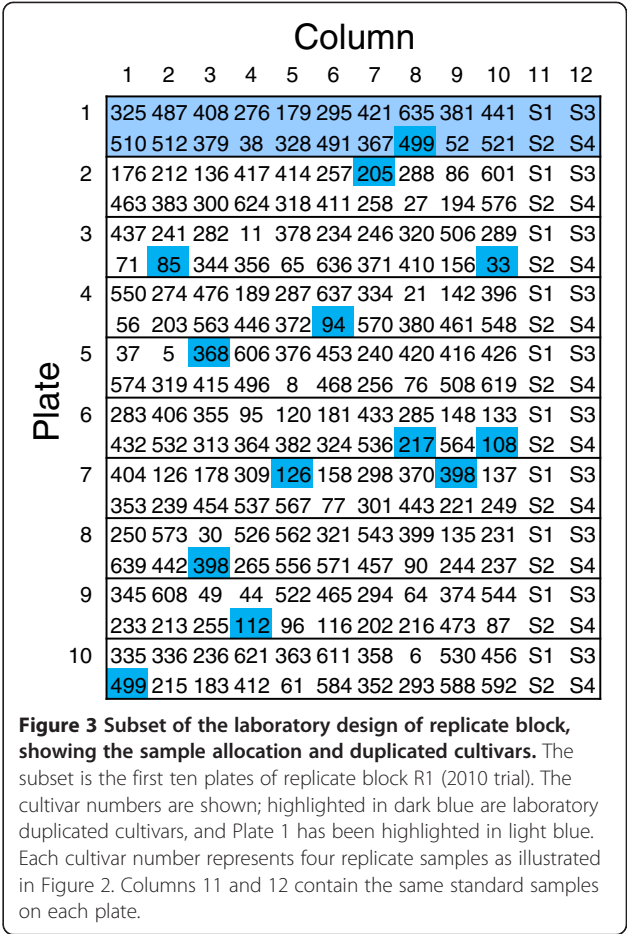 Column
1 2 3 4 5 6 7 8 9 10 11 12
Plate
1 325 487 408 276 179 295 421 635 381 441 S1 S3
510 512 379 38 328 491 367 499 52 521 S2 S4
2 176 212 136 417 414 257 205 288 86 601 S1 S3
463 383 300 624 318 411 258 27 194 576 S2 S4
3 437 241 282 11 378 234 246 320 506 289 S1 S3
71 85 344 356 65 636 371 410 156 33 S2 S4
4 550 274 476 189 287 637 334 21 142 396 S1 S3
56 203 563 446 372 94 570 380 461 548 S2 S4
5 37 5 368 606 376 453 240 420 416 426 S1 S3
574 319 415 496 8 468 256 76 508 619 S2 S4
6 283 406 355 95 120 181 433 285 148 133 S1 S3
432 532 313 364 382 324 536 217 564 108 S2 S4
7 404 126 178 309 126 158 298 370 398 137 S1 S3
353 239 454 537 567 77 301 443 221 249 S2 S4
8 250 573 30 526 562 321 543 399 135 231 S1 S3
639 442 398 265 556 571 457 90 244 237 S2 S4
9 345 608 49 44 522 465 294 64 374 544 S1 S3
233 213 255 112 96 116 202 216 473 87 S2 S4
10 335 336 236 621 363 611 358 6 530 456 S1 S3
499 215 183 412 61 584 352 293 588 592 S2 S4
Figure 3 Subset of the laboratory design of replicate block,
showing the sample allocation and duplicated cultivars. The
subset is the first ten plates of replicate block R1 (2010 trial). The
cultivar numbers are shown; highlighted in dark blue are laboratory
duplicated cultivars, and Plate 1 has been highlighted in light blue.
Each cultivar number represents four replicate samples as illustrated
in Figure 2. Columns 11 and 12 contain the same standard samples
on each plate.